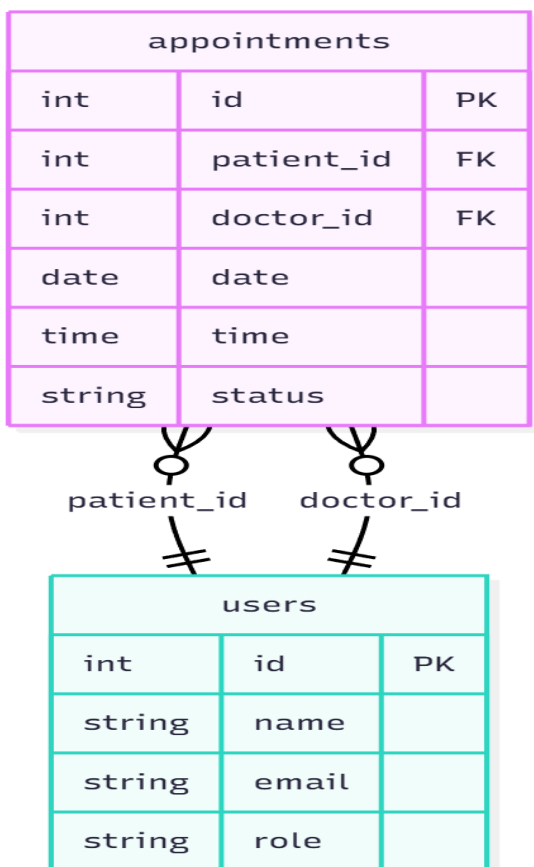 appointments
int id PK
int patient_id FK
int doctor_id FK
date date
time time
string status
patient_id doctor_id
users
int id PK
string name
string email
string role